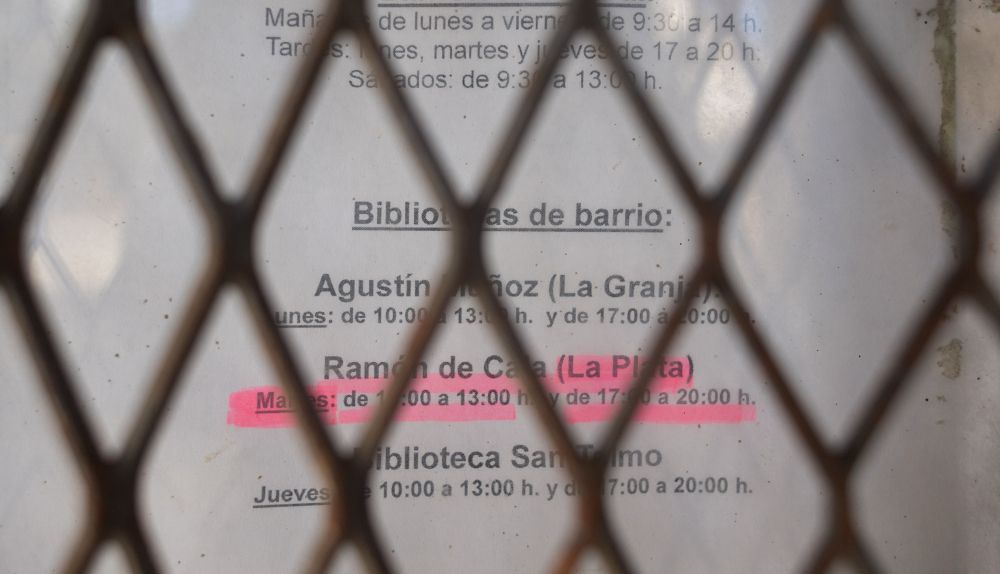 Mañanas de lunes a viernes de 9:30 a 14 h.
Tardes: lunes, martes y jueves de 17 a 20 h.
Sábados: de 9:30 a 13:00 h.
Bibliotecas de barrio:
Agustín Muñoz (La Granja):
Lunes: de 10:00 a 13:00 h. y de 17:00 a 20:00 h.
Ramón de Cala (La Plata)
Martes: de 10:00 a 13:00 h. y de 17:00 a 20:00 h.
Biblioteca San Telmo
Jueves de 10:00 a 13:00 h. y de 17:00 a 20:00 h.